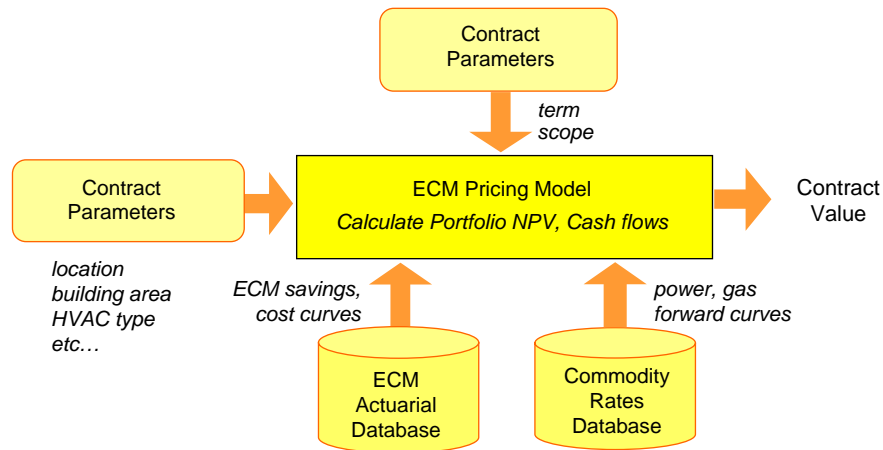 Contract
Parameters
term
scope
Contract
Parameters
ECM Pricing Model
Calculate Portfolio NPV, Cash flows
Contract
Value
location
building area
HVAC type
etc…
ECM savings,
cost curves
power, gas
forward curves
ECM
Actuarial
Database
Commodity
Rates
Database